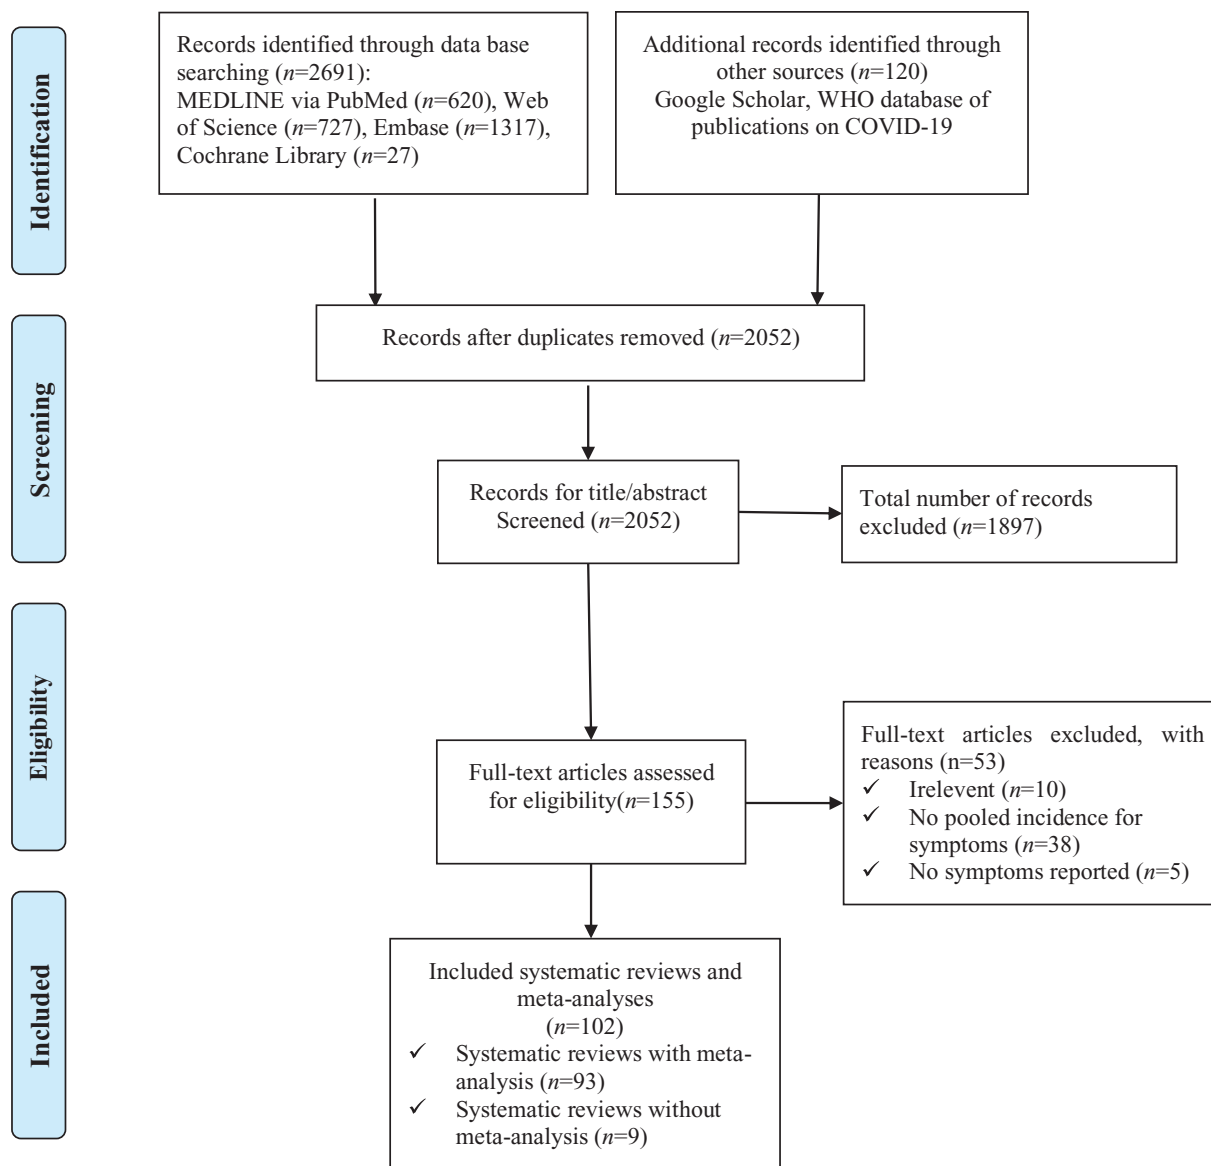 Identification
Records identified through data base
searching (n=2691):
MEDLINE via PubMed (n=620), Web
of Science (n=727), Embase (n=1317),
Cochrane Library (n=27)
Additional records identified through
other sources (n=120)
Google Scholar, WHO database of
publications on COVID-19
Screening
Records after duplicates removed (n=2052)
Records for title/abstract
Screened (n=2052)
Total number of records
excluded (n=1897)
Eligibility
Full-text articles assessed
for eligibility(n=155)
Full-text articles excluded, with
reasons (n=53)
✓ Irelevent (n=10)
✓ No pooled incidence for
symptoms (n=38)
✓ No symptoms reported (n=5)
Included
Included systematic reviews and
meta-analyses
(n=102)
✓ Systematic reviews with meta-
analysis (n=93)
✓ Systematic reviews without
meta-analysis (n=9)